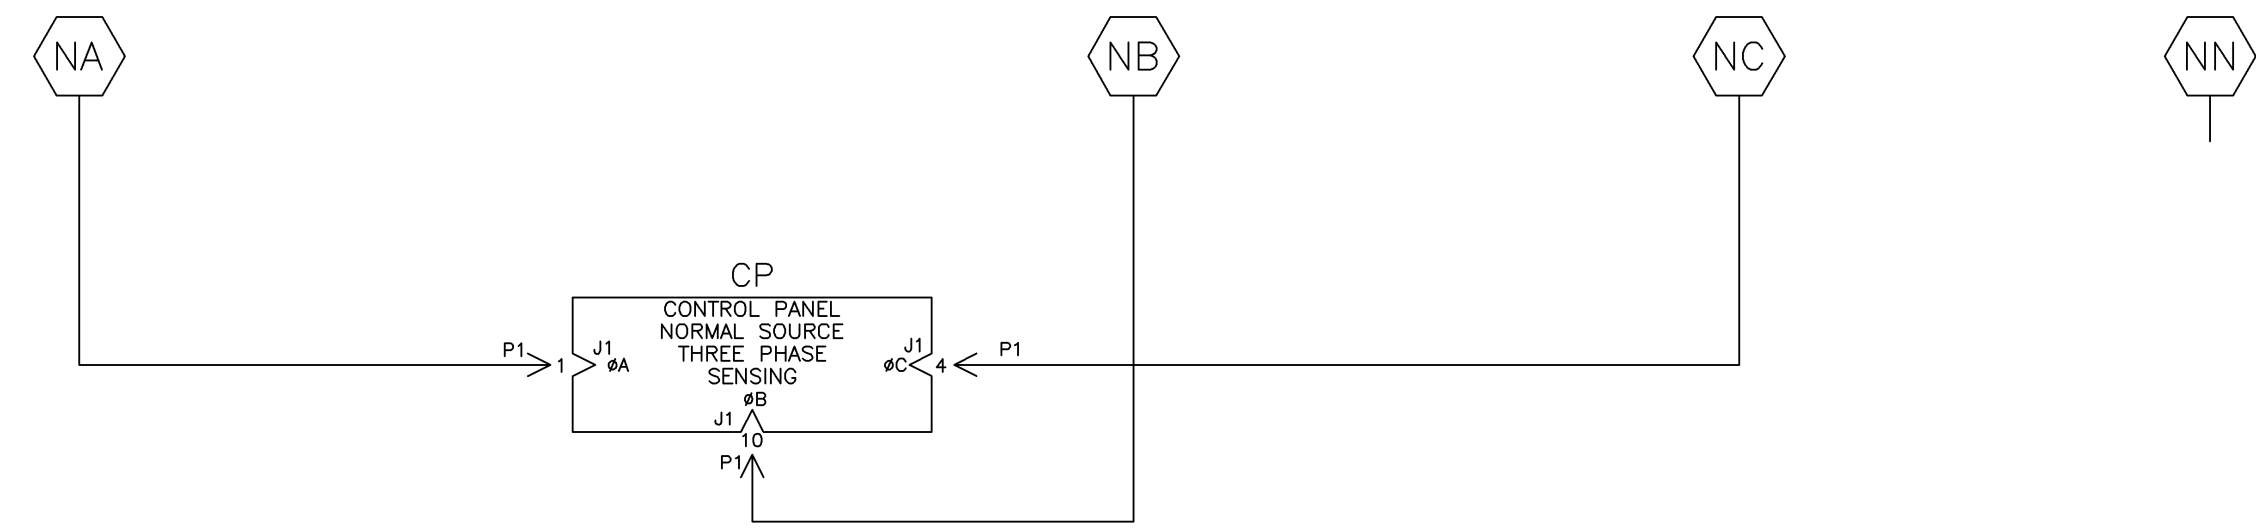 NA
NB
NC
NN
CP
CONTROL PANEL
NORMAL SOURCE
THREE PHASE
SENSING
P1
1
J1
øA
øC
J1
4
P1
øB
J1
10
P1